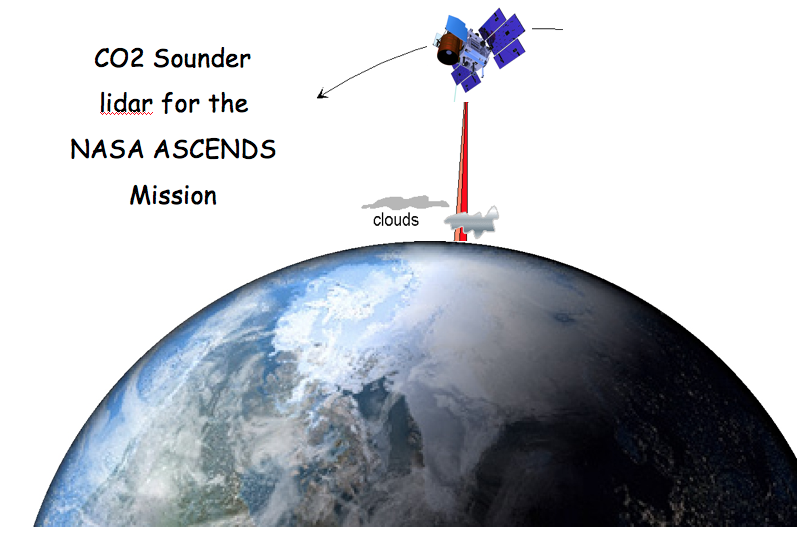 CO2 Sounder
lidar for the
NASA ASCENDS
Mission
clouds